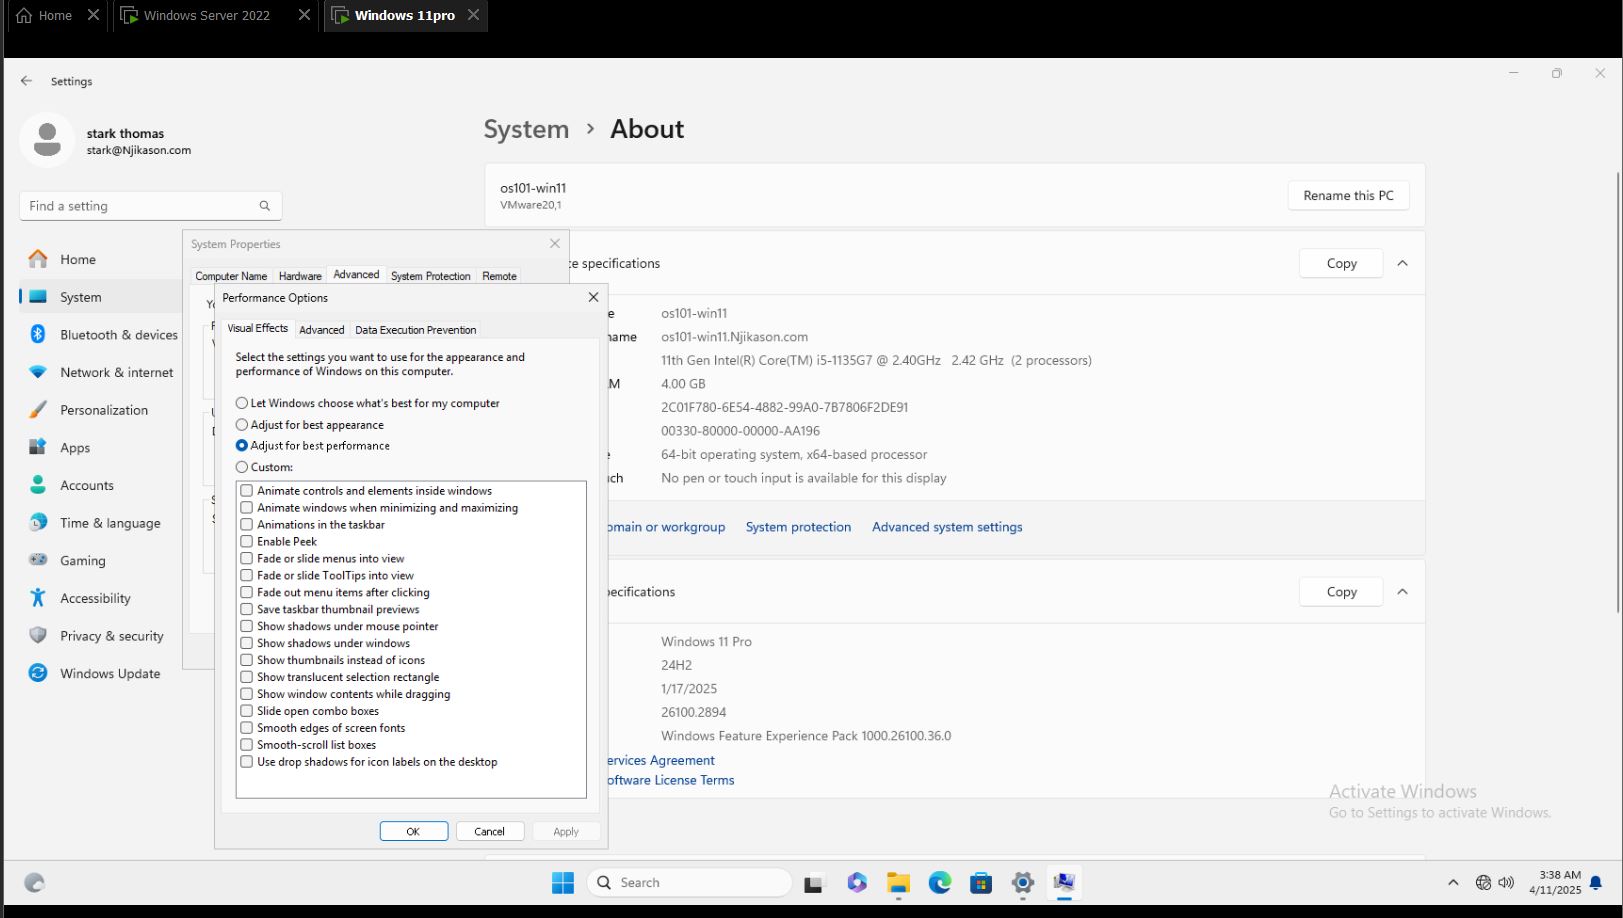 Home
Windows Server 2022
Windows 11pro
Settings
stark thomas
stark@Njikason.com
Find a setting
Home
System
Bluetooth & devices
Network & internet
Personalization
Apps
Accounts
Time & language
Gaming
Accessibility
Privacy & security
Windows Update
System > About
os101-win11
VMware20,1
Rename this PC
System Properties
Computer Name Hardware Advanced System Protection Remote
Performance Options
Visual Effects Advanced Data Execution Prevention
Select the settings you want to use for the appearance and
performance of Windows on this computer.
Let Windows choose what's best for my computer
Adjust for best appearance
Adjust for best performance
Custom:
Animate controls and elements inside windows
Animate windows when minimizing and maximizing
Animations in the taskbar
Enable Peek
Fade or slide menus into view
Fade or slide ToolTips into view
Fade out menu items after clicking
Save taskbar thumbnail previews
Show shadows under mouse pointer
Show shadows under windows
Show thumbnails instead of icons
Show translucent selection rectangle
Show window contents while dragging
Slide open combo boxes
Smooth edges of screen fonts
Smooth-scroll list boxes
Use drop shadows for icon labels on the desktop
OK Cancel Apply
ce specifications
Copy
e os101-win11
name os101-win11.Njikason.com
11th Gen Intel(R) Core(TM) i5-1135G7 @ 2.40GHz 2.42 GHz (2 processors)
M 4.00 GB
2C01F780-6E54-4882-99A0-7B7806F2DE91
00330-80000-00000-AA196
e 64-bit operating system, x64-based processor
ch No pen or touch input is available for this display
omain or workgroup System protection Advanced system settings
pecifications
Copy
Windows 11 Pro
24H2
1/17/2025
26100.2894
Windows Feature Experience Pack 1000.26100.36.0
ervices Agreement
oftware License Terms
Activate Windows
Go to Settings to activate Windows.
Search
3:38 AM
4/11/2025